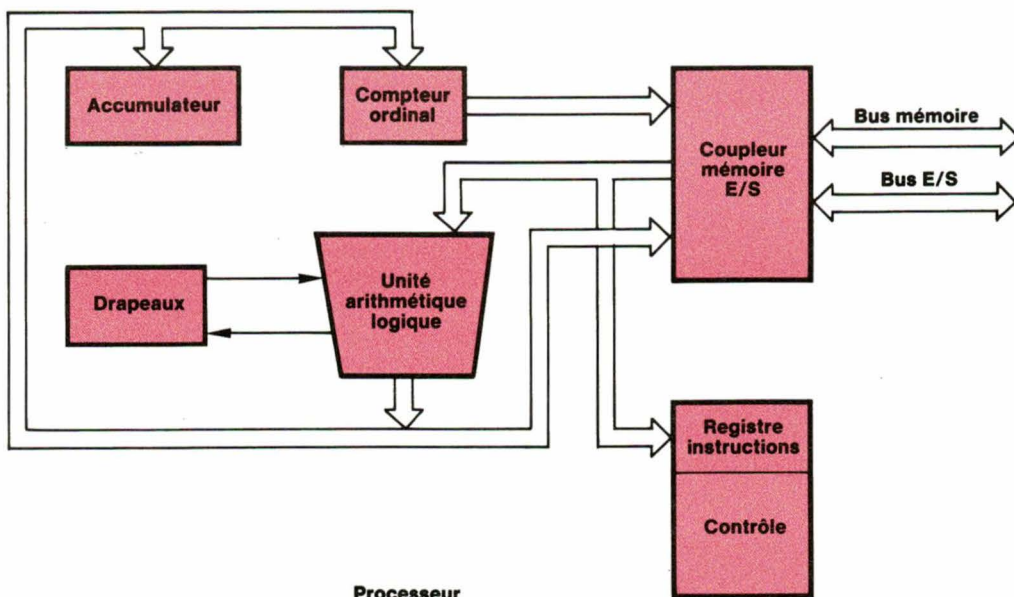 Accumulateur
Compteur
ordinal
Coupleur
mémoire
E/S
Bus mémoire
Bus E/S
Drapeaux
Unité
arithmétique
logique
Registre
instructions
Contrôle
Processeur